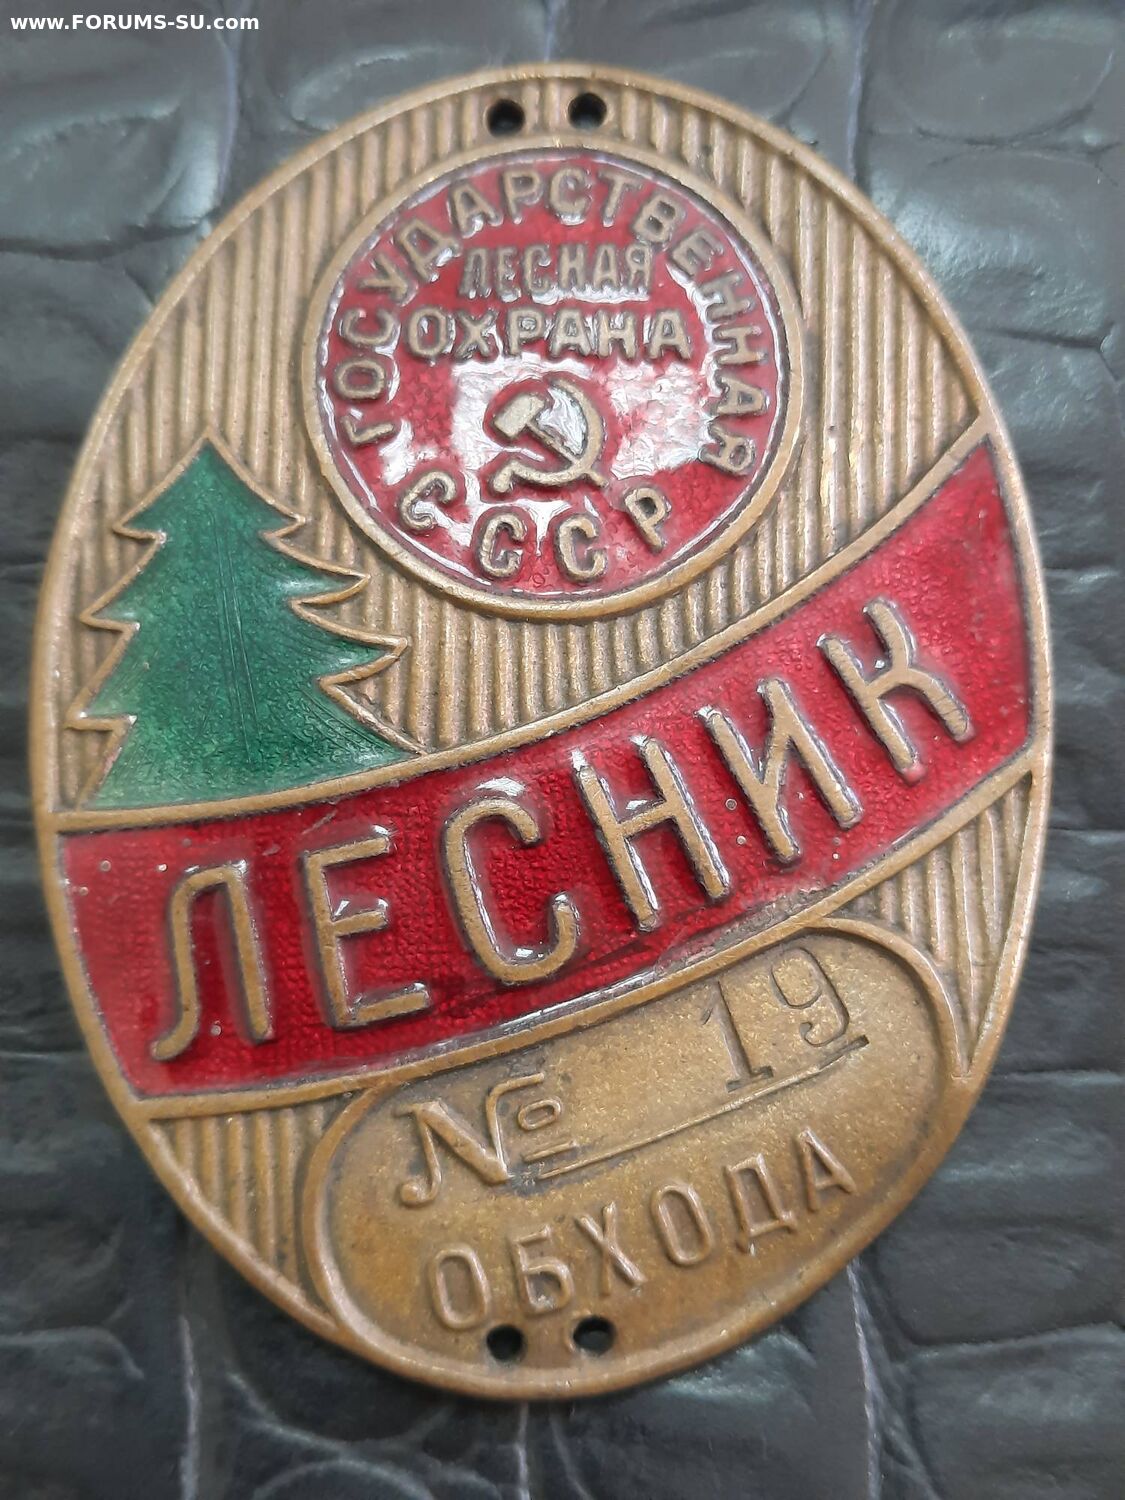 www.FORUMS-SU.com
ГОСУДАРСТВЕННАЯ
ЛЕСНАЯ
ОХРАНА
СССР
ЛЕСНИК
№ 19
ОБХОДА